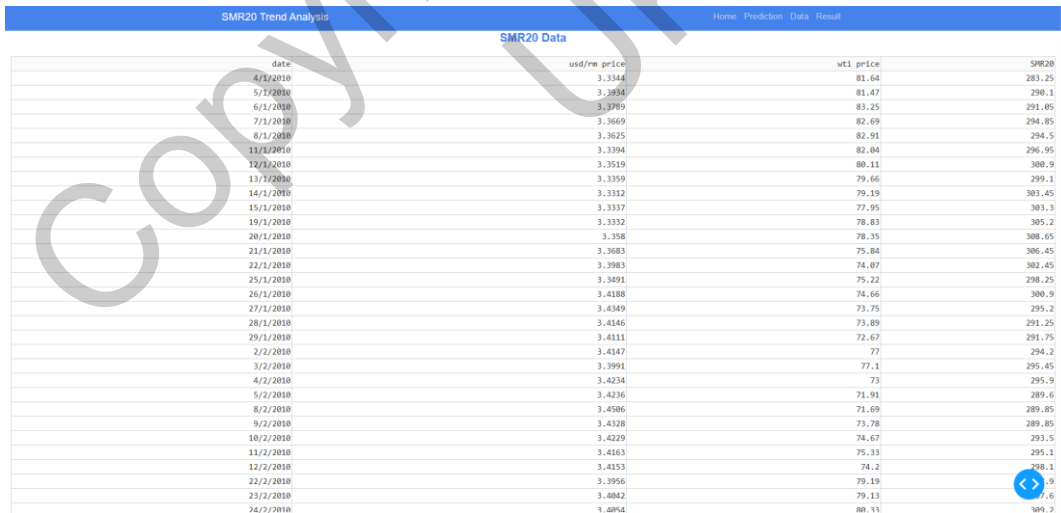 SMR20 Trend Analysis Home Prediction Data Result
SMR20 Data
date usd/rm price wti price SMR20
4/1/2010 3.3344 81.64 283.25
5/1/2010 3.3934 81.47 290.1
6/1/2010 3.3789 83.25 291.05
7/1/2010 3.3669 82.69 294.85
8/1/2010 3.3625 82.91 294.5
11/1/2010 3.3394 82.04 296.95
12/1/2010 3.3519 80.11 300.9
13/1/2010 3.3359 79.66 299.1
14/1/2010 3.3312 79.19 303.45
15/1/2010 3.3337 77.95 303.3
19/1/2010 3.3332 78.83 305.2
20/1/2010 3.358 78.35 308.65
21/1/2010 3.3683 75.84 306.45
22/1/2010 3.3983 74.07 302.45
25/1/2010 3.3491 75.22 298.25
26/1/2010 3.4188 74.66 300.9
27/1/2010 3.4349 73.75 295.2
28/1/2010 3.4146 73.89 291.25
29/1/2010 3.4111 72.67 291.75
2/2/2010 3.4147 77 294.2
3/2/2010 3.3991 77.1 295.45
4/2/2010 3.4234 73 295.9
5/2/2010 3.4236 71.91 289.6
8/2/2010 3.4506 71.69 289.85
9/2/2010 3.4328 73.78 289.85
10/2/2010 3.4229 74.67 293.5
11/2/2010 3.4163 75.33 295.1
12/2/2010 3.4153 74.2 298.1
22/2/2010 3.3956 79.19
23/2/2010 3.4042 79.13
24/2/2010 3.4054 80.33 309.2